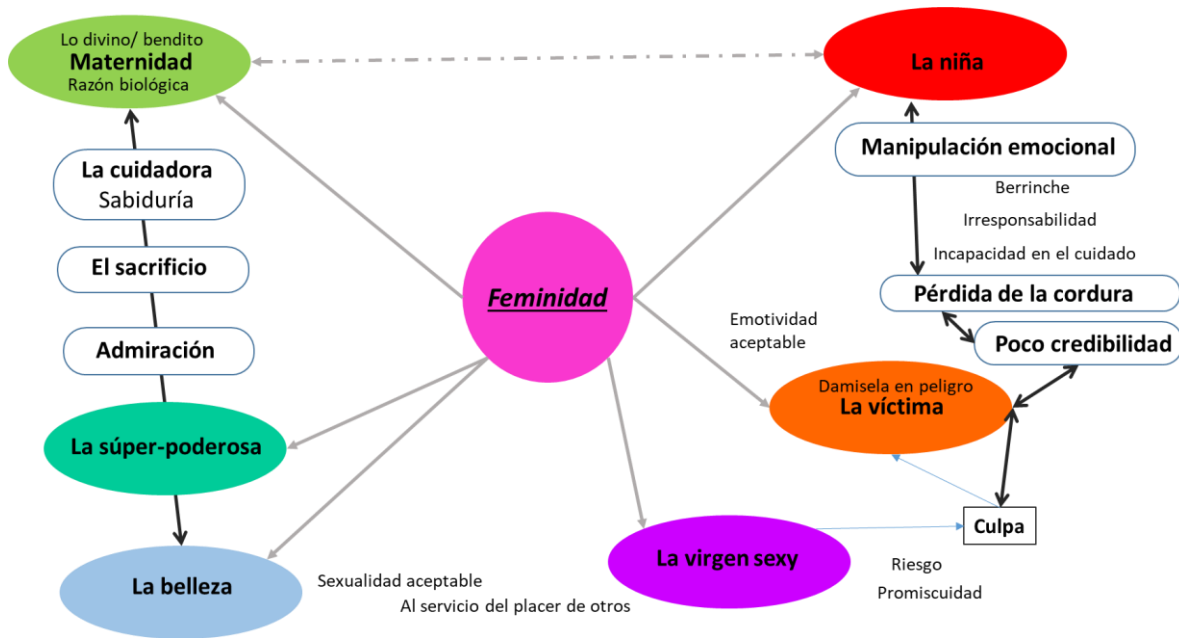 Lo divino/ bendito
Maternidad
Razón biológica
La niña
La cuidadora
Sabiduría
Manipulación emocional
Berrinche
Irresponsabilidad
Incapacidad en el cuidado
El sacrificio
Feminidad
Pérdida de la cordura
Admiración
Emotividad
aceptable
Poco credibilidad
Damisela en peligro
La víctima
La súper-poderosa
Culpa
La virgen sexy
La belleza
Sexualidad aceptable
Al servicio del placer de otros
Riesgo
Promiscuidad